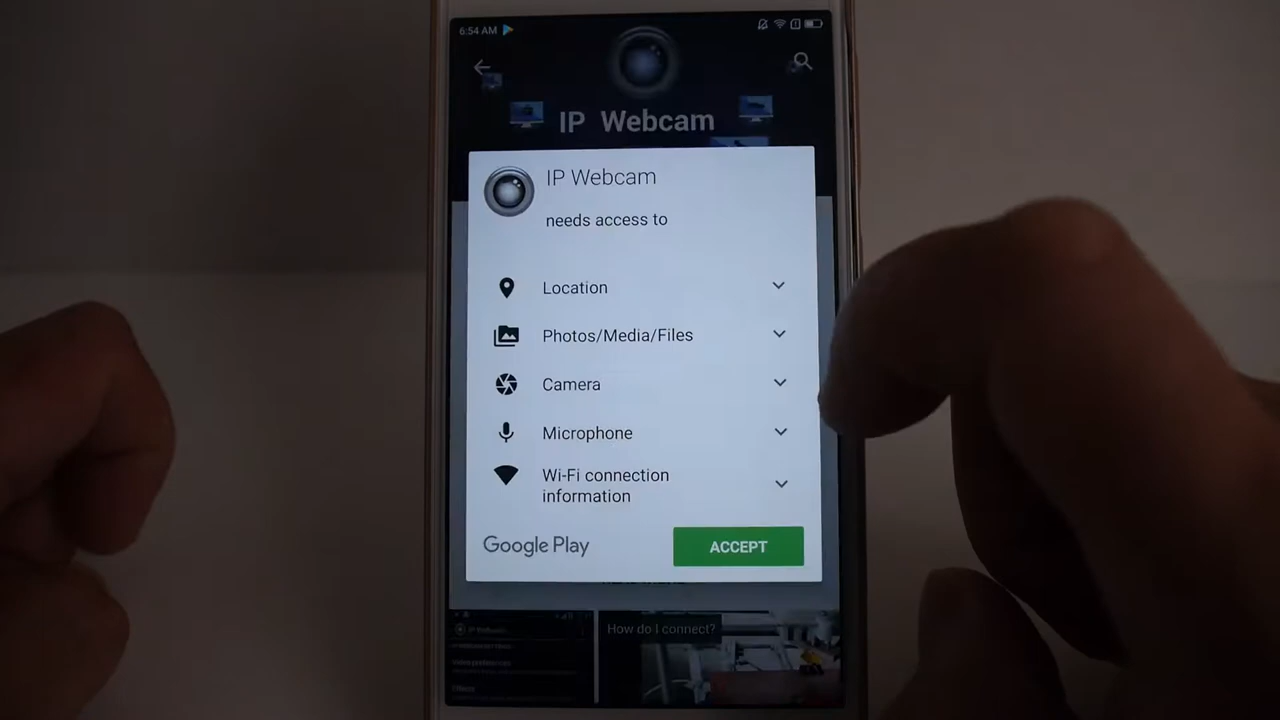 6:54 AM
IP Webcam
IP Webcam
needs access to
Location
Photos/Media/Files
Camera
Microphone
Wi-Fi connection
information
Google Play
ACCEPT
How do I connect?